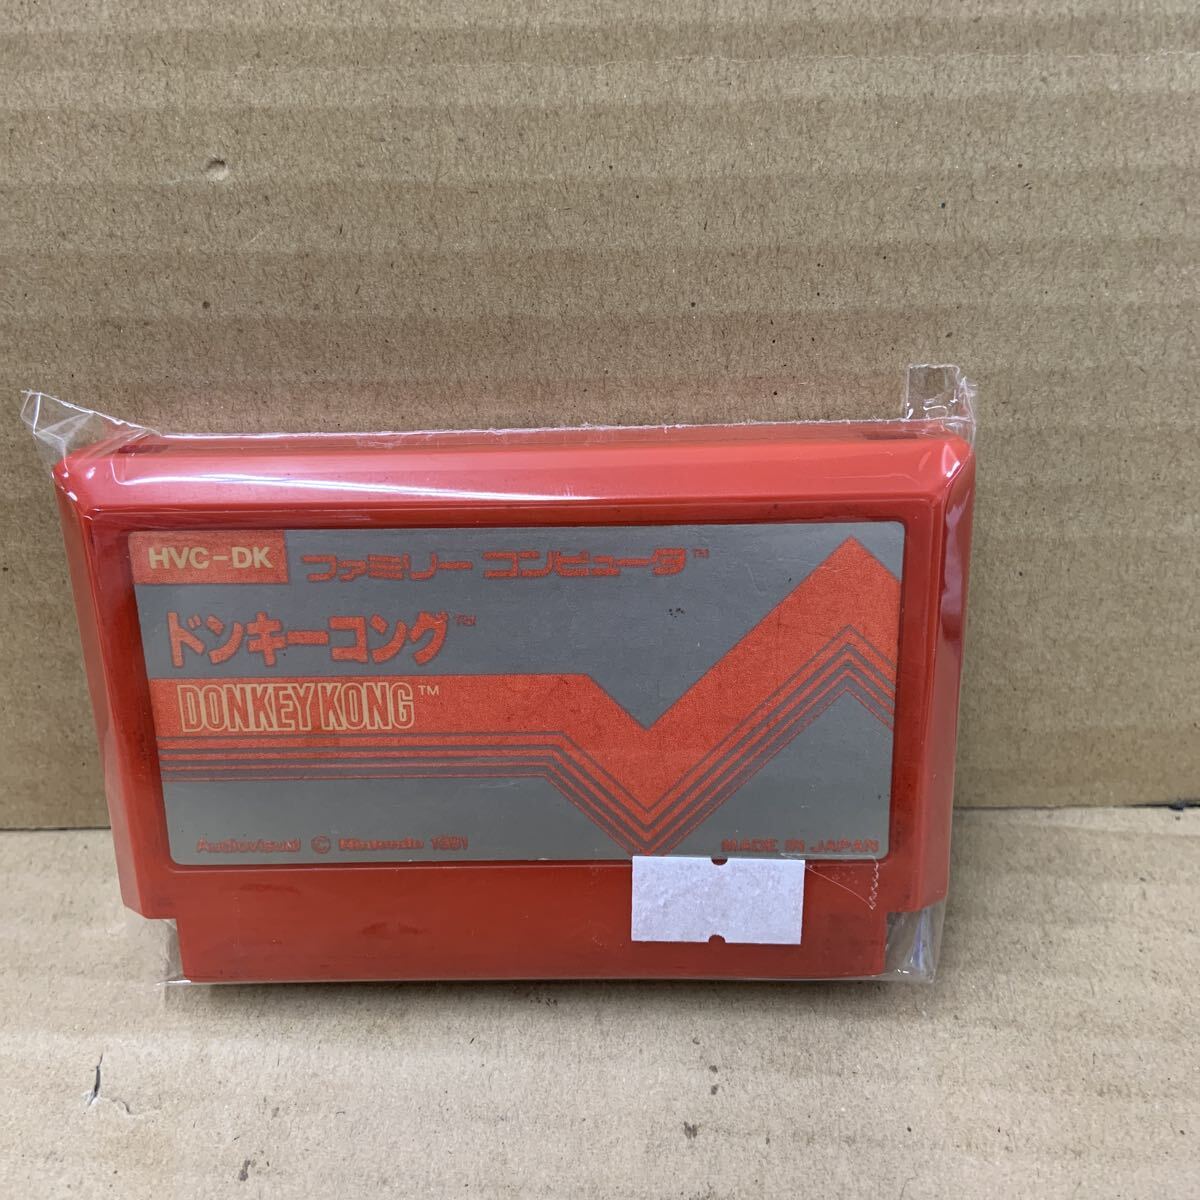 HVC-DK ファミリーコンピュータ™
ドンキーコング™
DONKEY KONG™
Audiovisual © Nintendo 1981 MADE IN JAPAN